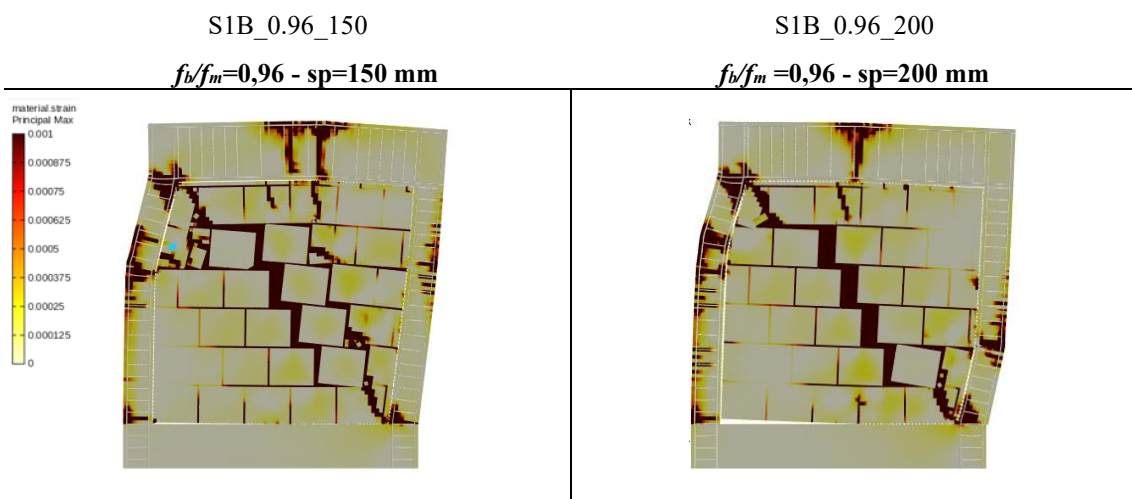 S1B_0.96_150
S1B_0.96_200
fb/fm=0,96 - sp=150 mm
fb/fm =0,96 - sp=200 mm
material.strain
Principal Max
0.001
0.000875
0.00075
0.000625
0.0005
0.000375
0.00025
0.000125
0